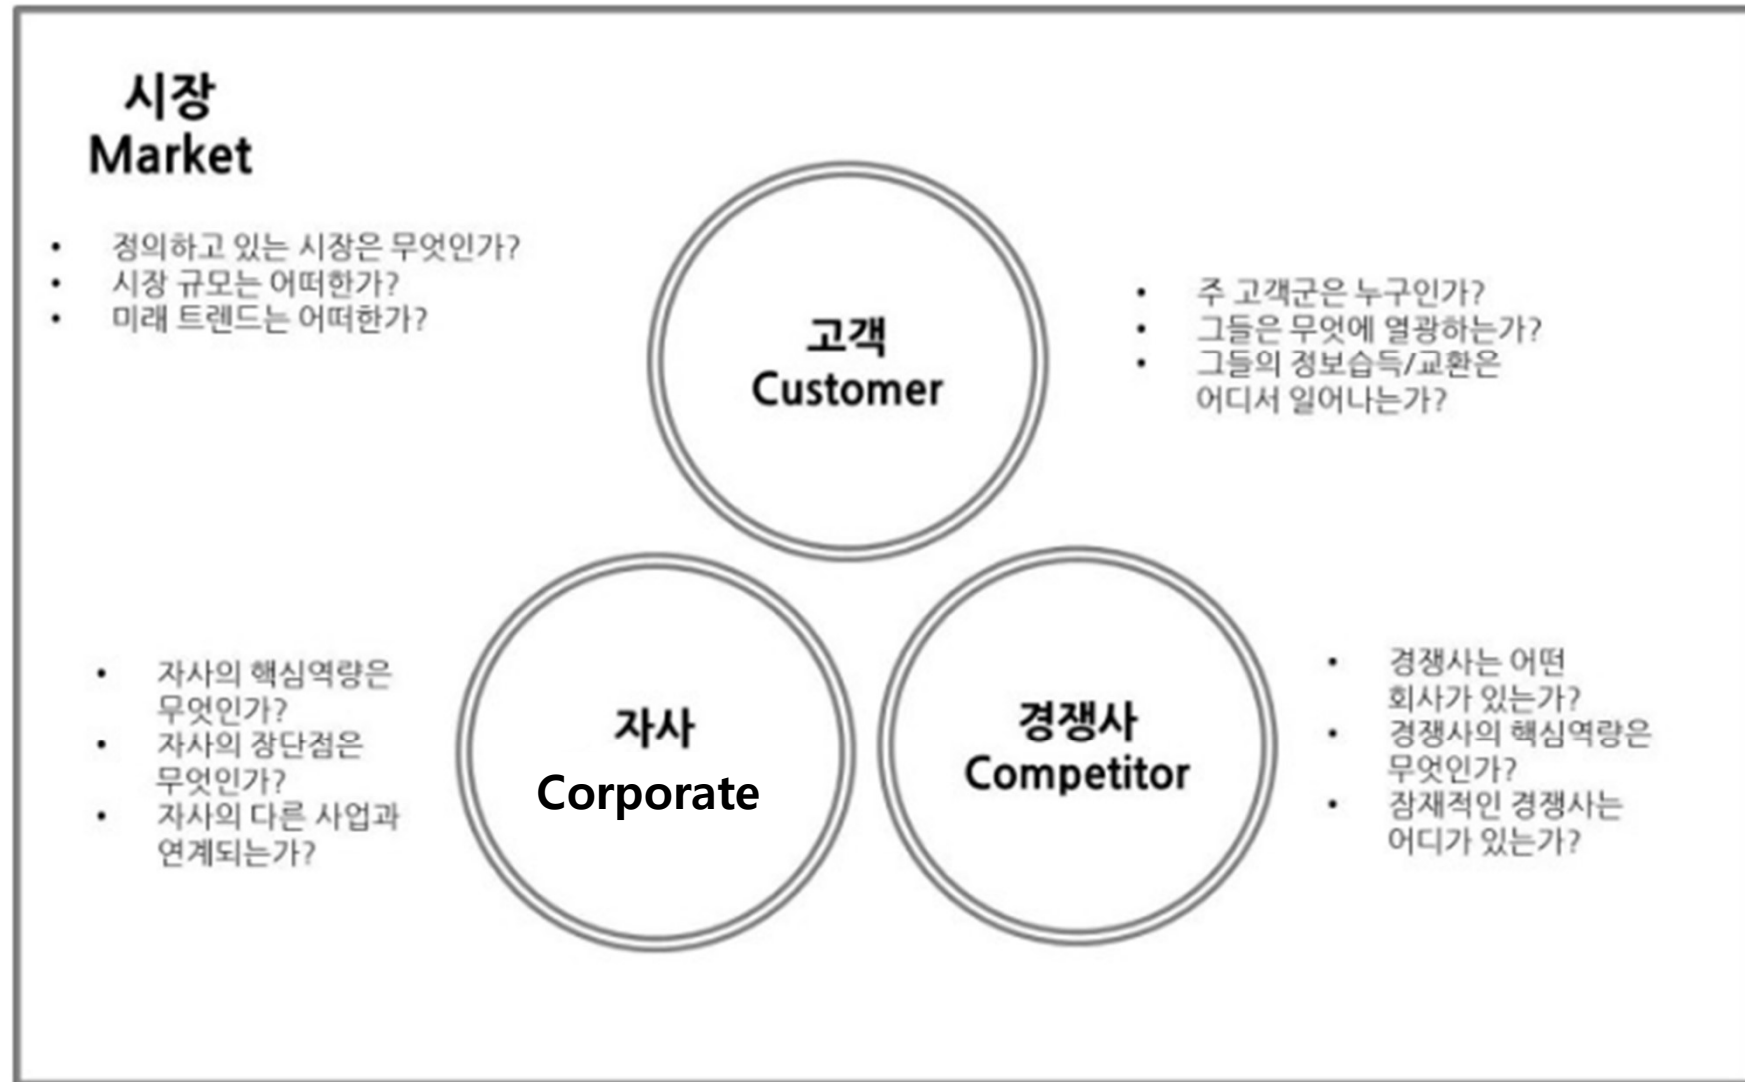 시장
Market
• 정의하고 있는 시장은 무엇인가?
• 시장 규모는 어떠한가?
• 미래 트렌드는 어떠한가?
고객
Customer
• 주 고객군은 누구인가?
• 그들은 무엇에 열광하는가?
• 그들의 정보습득/교환은
어디서 일어나는가?
• 자사의 핵심역량은
무엇인가?
• 자사의 장단점은
무엇인가?
• 자사의 다른 사업과
연계되는가?
자사
Corporate
경쟁사
Competitor
• 경쟁사는 어떤
회사가 있는가?
• 경쟁사의 핵심역량은
무엇인가?
• 잠재적인 경쟁사는
어디가 있는가?